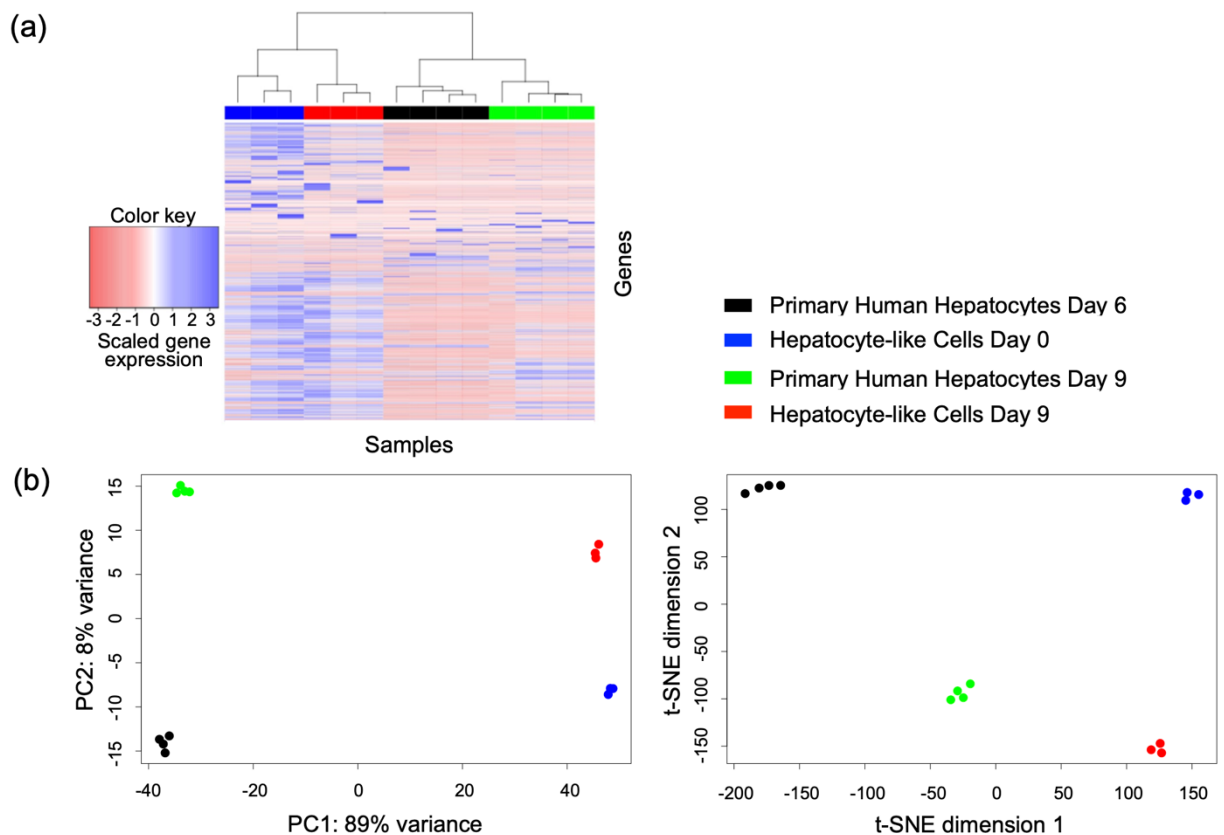 (a)
Color key
-3 -2 -1 0 1 2 3
Scaled gene
expression
Genes
Samples
Primary Human Hepatocytes Day 6
Hepatocyte-like Cells Day 0
Primary Human Hepatocytes Day 9
Hepatocyte-like Cells Day 9
(b)
PC2: 8% variance
15
10
5
0
-5
-10
-15
-40 -20 0 20 40
PC1: 89% variance
t-SNE dimension 2
100
50
0
-50
-100
-150
-200 -150 -100 -50 0 50 100 150
t-SNE dimension 1